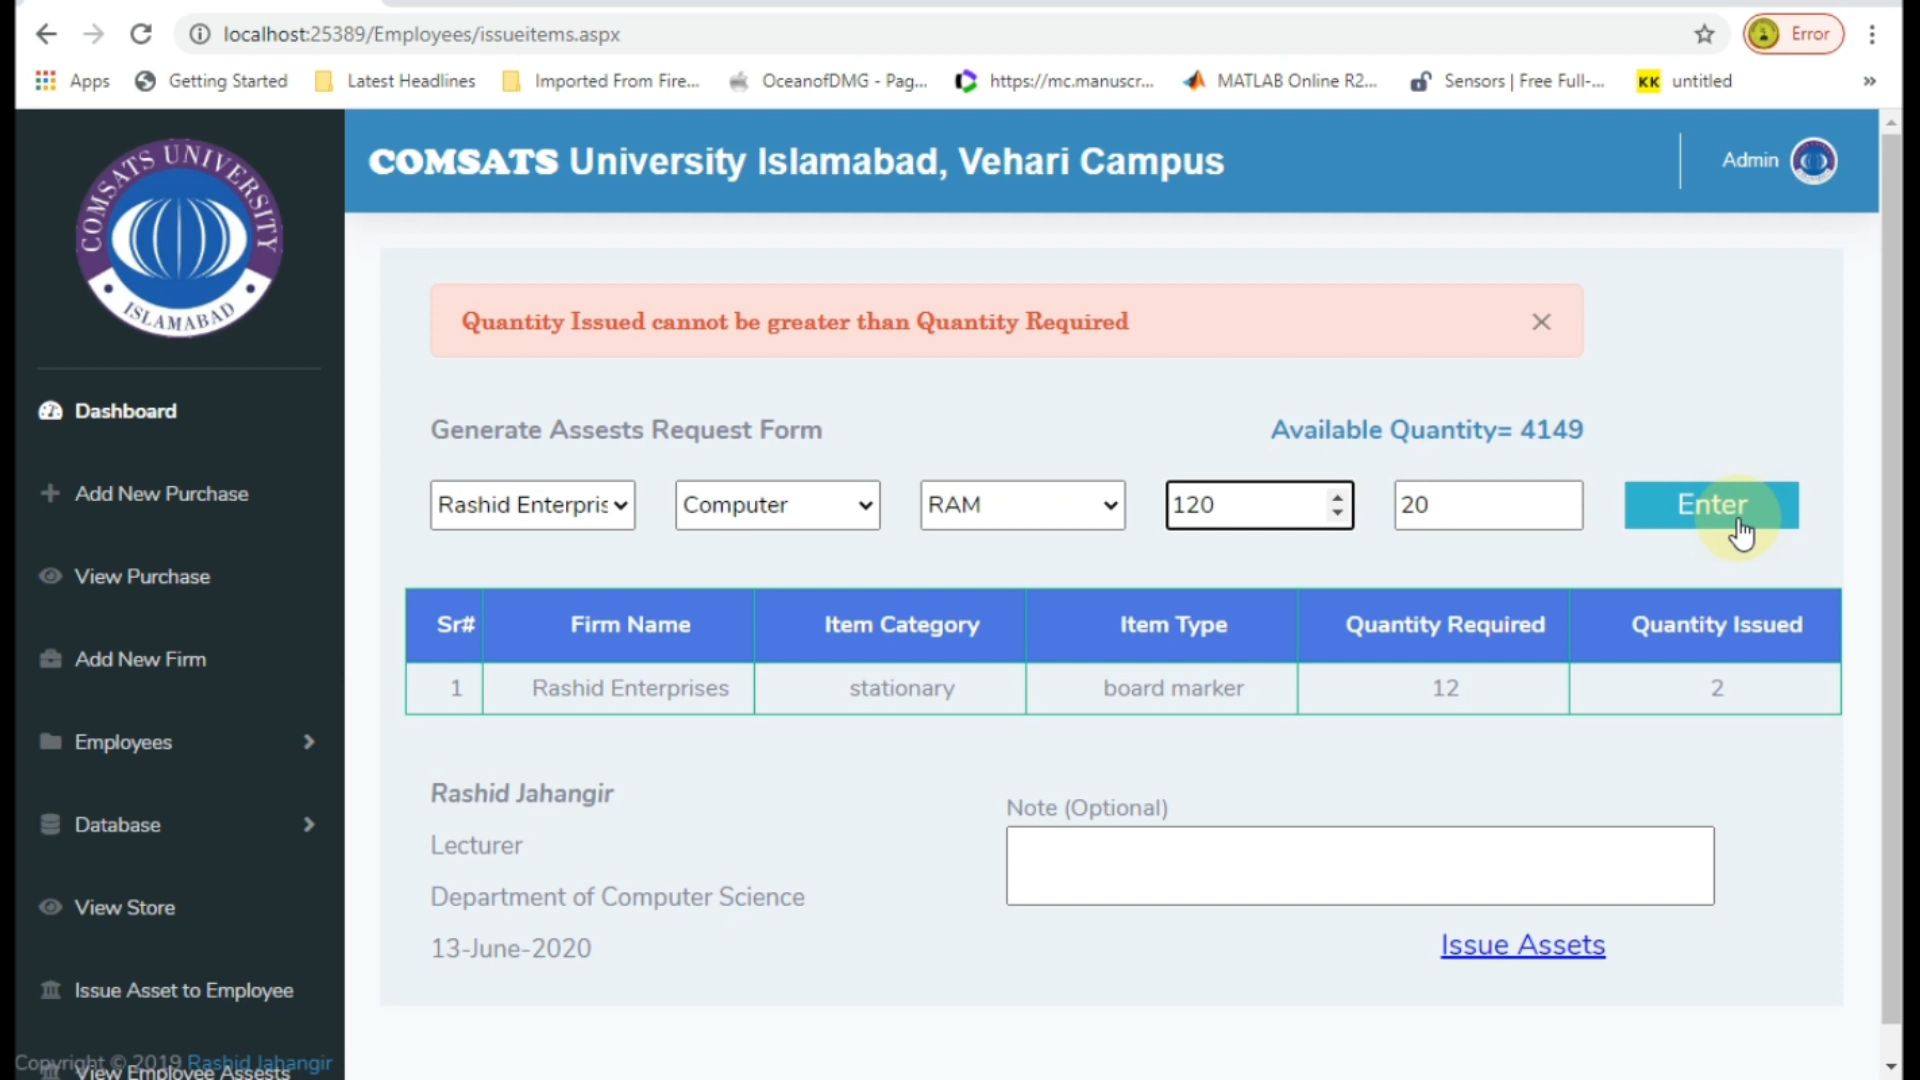 localhost:25389/Employees/issueitems.aspx
Error
Apps
Getting Started
Latest Headlines
Imported From Fire...
OceanofDMG - Pag...
https://mc.manuscr...
MATLAB Online R2...
Sensors | Free Full-...
KK untitled
»
COMSATS UNIVERSITY
ISLAMABAD
COMSATS University Islamabad, Vehari Campus
Admin
Dashboard
Add New Purchase
View Purchase
Add New Firm
Employees
Database
View Store
Issue Asset to Employee
View Employee Assests
Copyright © 2019 Rashid Jahangir
Quantity Issued cannot be greater than Quantity Required
Generate Assests Request Form
Available Quantity= 4149
Rashid Enterpris
Computer
RAM
120
20
Enter
Sr# Firm Name Item Category Item Type Quantity Required Quantity Issued
1 Rashid Enterprises stationary board marker 12 2
Rashid Jahangir
Lecturer
Department of Computer Science
13-June-2020
Note (Optional)
Issue Assets